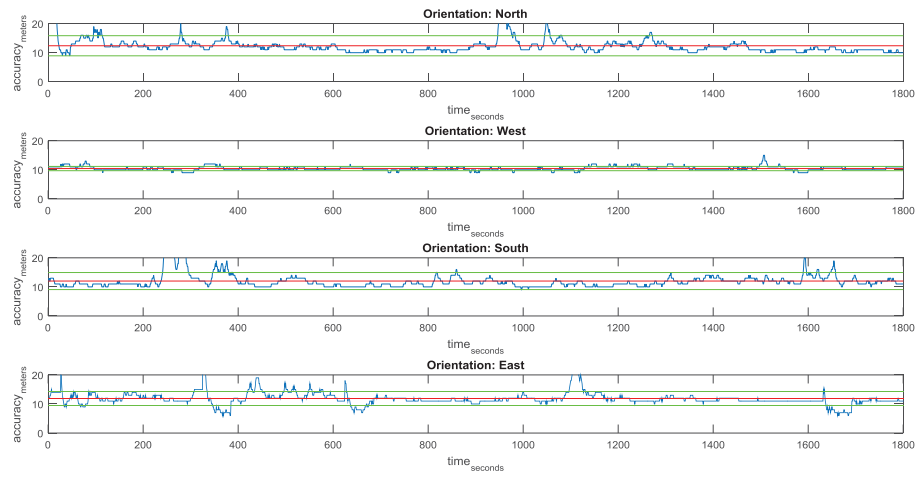 Orientation: North
accuracy meters
20
10
0
0 200 400 600 800 1000 1200 1400 1600 1800
time seconds
Orientation: West
accuracy meters
20
10
0
0 200 400 600 800 1000 1200 1400 1600 1800
time seconds
Orientation: South
accuracy meters
20
10
0
0 200 400 600 800 1000 1200 1400 1600 1800
time seconds
Orientation: East
accuracy meters
20
10
0
0 200 400 600 800 1000 1200 1400 1600 1800
time seconds